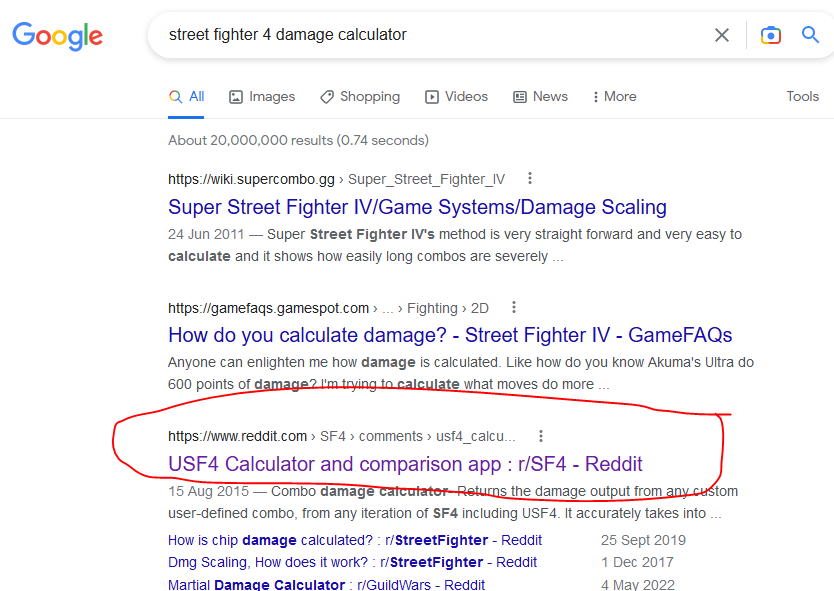 Google
street fighter 4 damage calculator
All Images Shopping Videos News More Tools
About 20,000,000 results (0.74 seconds)
https://wiki.supercombo.gg › Super_Street_Fighter_IV
Super Street Fighter IV/Game Systems/Damage Scaling
24 Jun 2011 — Super Street Fighter IV's method is very straight forward and very easy to
calculate and it shows how easily long combos are severely ...
https://gamefaqs.gamespot.com › ... › Fighting › 2D
How do you calculate damage? - Street Fighter IV - GameFAQs
Anyone can enlighten me how damage is calculated. Like how do you know Akuma's Ultra do
600 points of damage? I'm trying to calculate what moves do more ...
https://www.reddit.com › SF4 › comments › usf4_calcu...
USF4 Calculator and comparison app : r/SF4 - Reddit
15 Aug 2015 — Combo damage calculator- Returns the damage output from any custom
user-defined combo, from any iteration of SF4 including USF4. It accurately takes into ...
How is chip damage calculated? : r/StreetFighter - Reddit 25 Sept 2019
Dmg Scaling, How does it work? : r/StreetFighter - Reddit 1 Dec 2017
Martial Damage Calculator : r/GuildWars - Reddit 4 May 2022